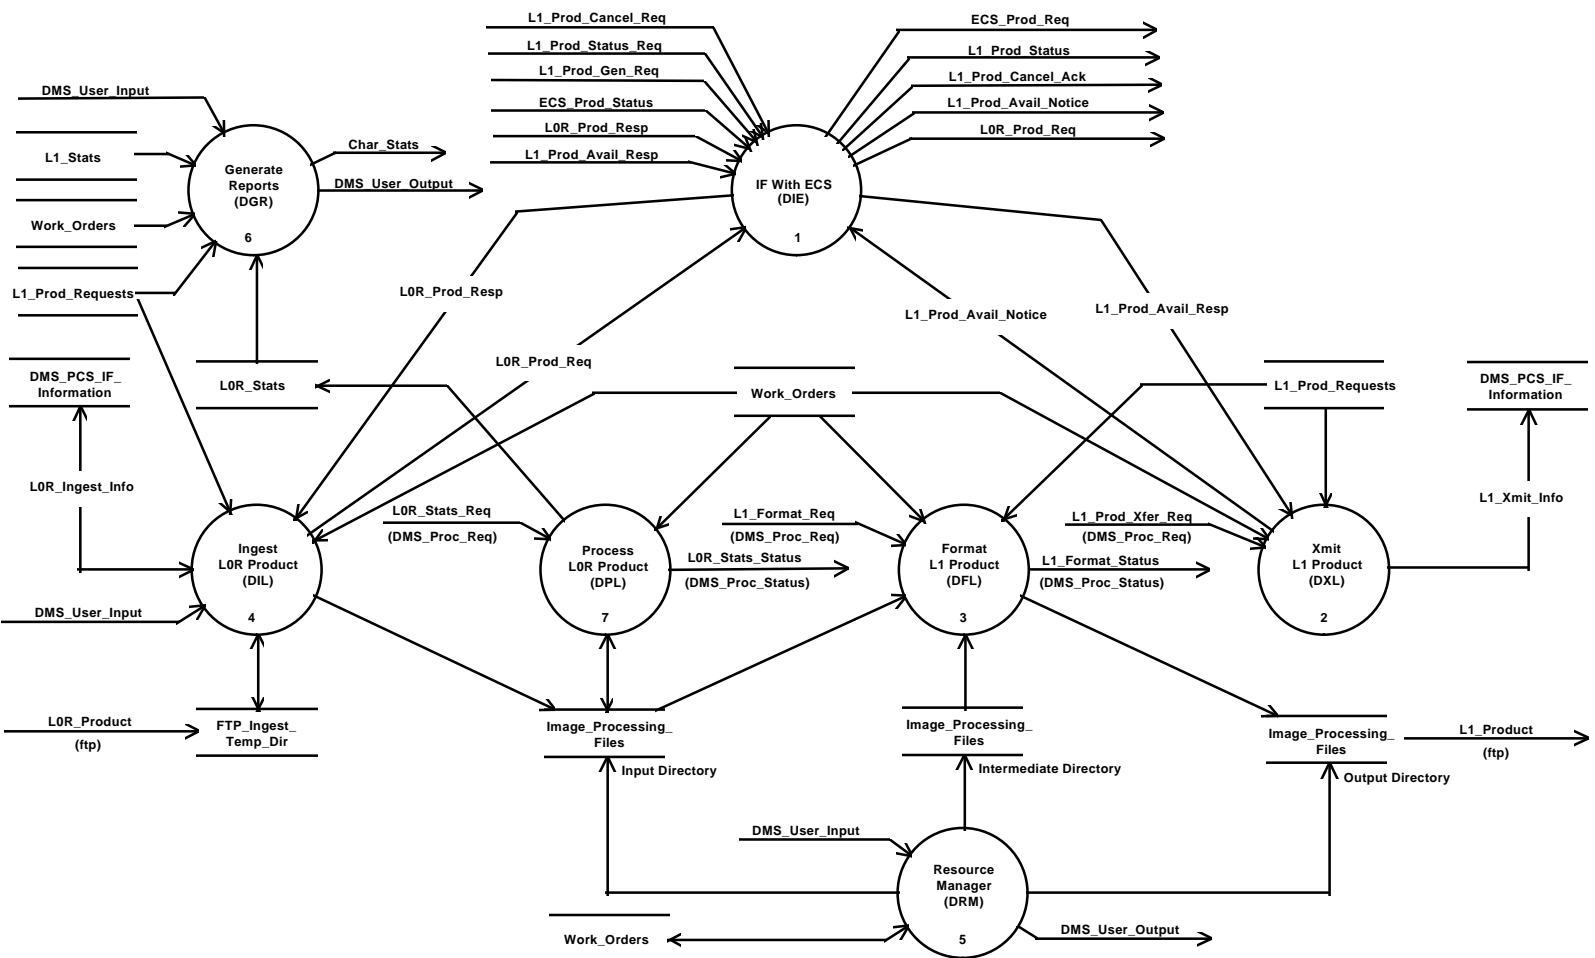 L1_Prod_Cancel_Req
ECS_Prod_Req
L1_Prod_Status_Req
L1_Prod_Status
L1_Prod_Gen_Req
L1_Prod_Cancel_Ack
DMS_User_Input
ECS_Prod_Status
L1_Prod_Avail_Notice
L0R_Prod_Resp
L0R_Prod_Req
L1_Stats
Char_Stats
L1_Prod_Avail_Resp
Generate
Reports
(DGR)
6
DMS_User_Output
IF With ECS
(DIE)
1
Work_Orders
L1_Prod_Requests
L0R_Prod_Resp
L1_Prod_Avail_Notice
L1_Prod_Avail_Resp
L0R_Prod_Req
DMS_PCS_IF_
Information
L0R_Stats
Work_Orders
L1_Prod_Requests
DMS_PCS_IF_
Information
L0R_Ingest_Info
L1_Xmit_Info
L0R_Stats_Req
(DMS_Proc_Req)
L1_Format_Req
(DMS_Proc_Req)
L1_Prod_Xfer_Req
(DMS_Proc_Req)
Ingest
L0R Product
(DIL)
4
Process
L0R Product
(DPL)
7
L0R_Stats_Status
(DMS_Proc_Status)
Format
L1 Product
(DFL)
3
L1_Format_Status
(DMS_Proc_Status)
Xmit
L1 Product
(DXL)
2
DMS_User_Input
L0R_Product
(ftp)
FTP_Ingest_
Temp_Dir
Image_Processing_
Files
Input Directory
Image_Processing_
Files
Intermediate Directory
Image_Processing_
Files
Output Directory
L1_Product
(ftp)
DMS_User_Input
Resource
Manager
(DRM)
5
Work_Orders
DMS_User_Output